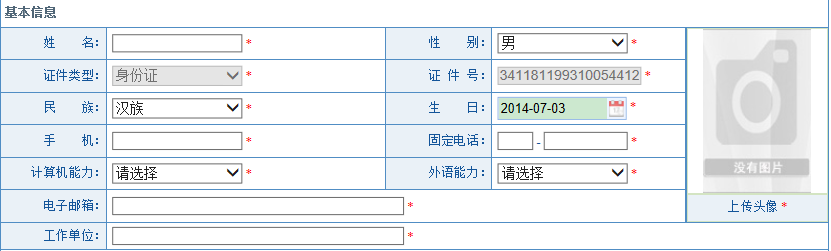 基本信息
姓 名： * 性 别： 男 *
没有图片
证件类型： 身份证 * 证 件 号： 341181199310054412 *
民 族： 汉族 * 生 日： 2014-07-03 *
手 机： * 固定电话： - *
计算机能力： 请选择 * 外语能力： 请选择 *
电子邮箱： * 上传头像 *
工作单位： *